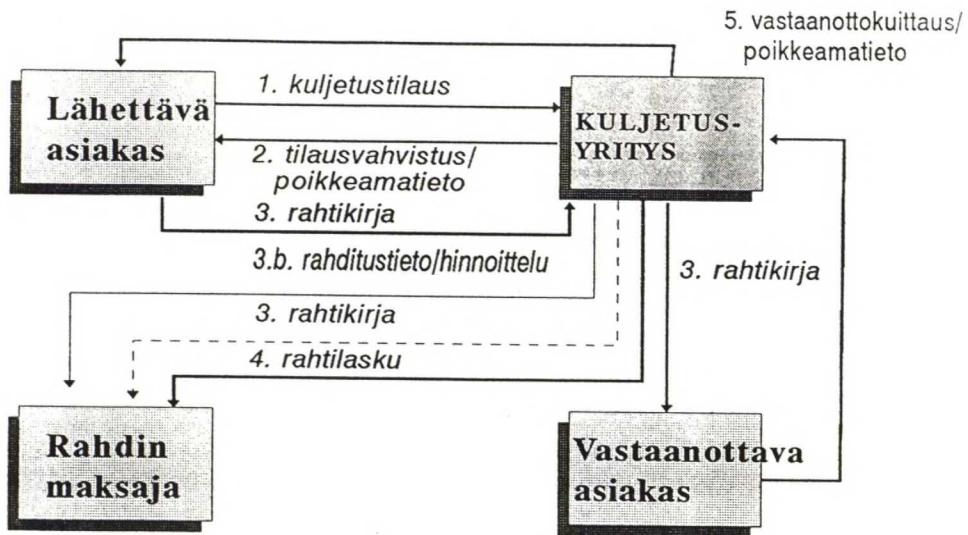 5. vastaanottokuittaus/
poikkeamatieto
Lähettävä
asiakas
1. kuljetustilaus
KULJETUS-
YRITYS
2. tilausvahvistus/
poikkeamatieto
3. rahtikirja
3.b. rahditustieto/hinnoittelu
3. rahtikirja
3. rahtikirja
4. rahtilasku
Rahdin
maksaja
Vastaanottava
asiakas